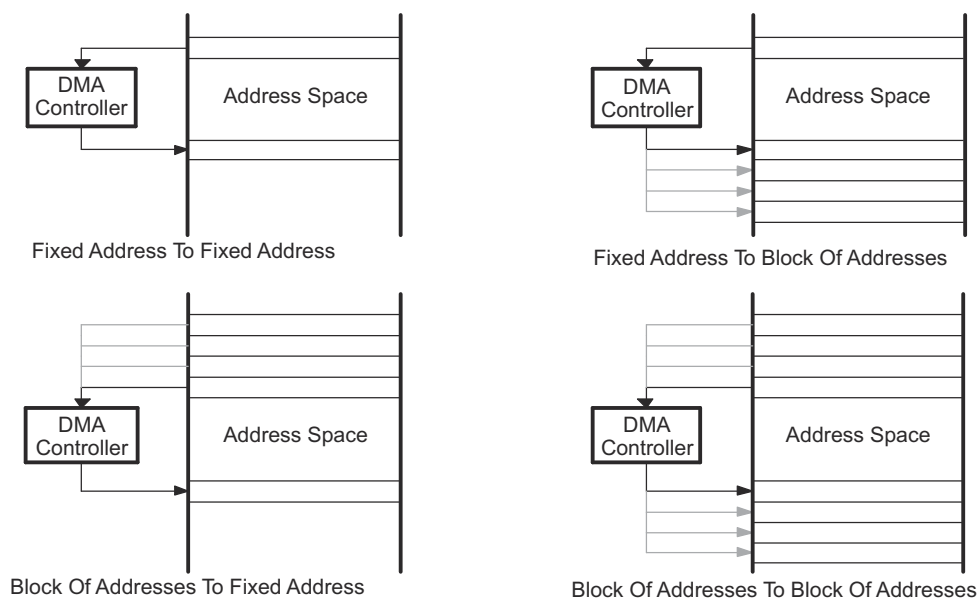 DMA
Controller
Address Space
Fixed Address To Fixed Address
DMA
Controller
Address Space
Fixed Address To Block Of Addresses
DMA
Controller
Address Space
Block Of Addresses To Fixed Address
DMA
Controller
Address Space
Block Of Addresses To Block Of Addresses